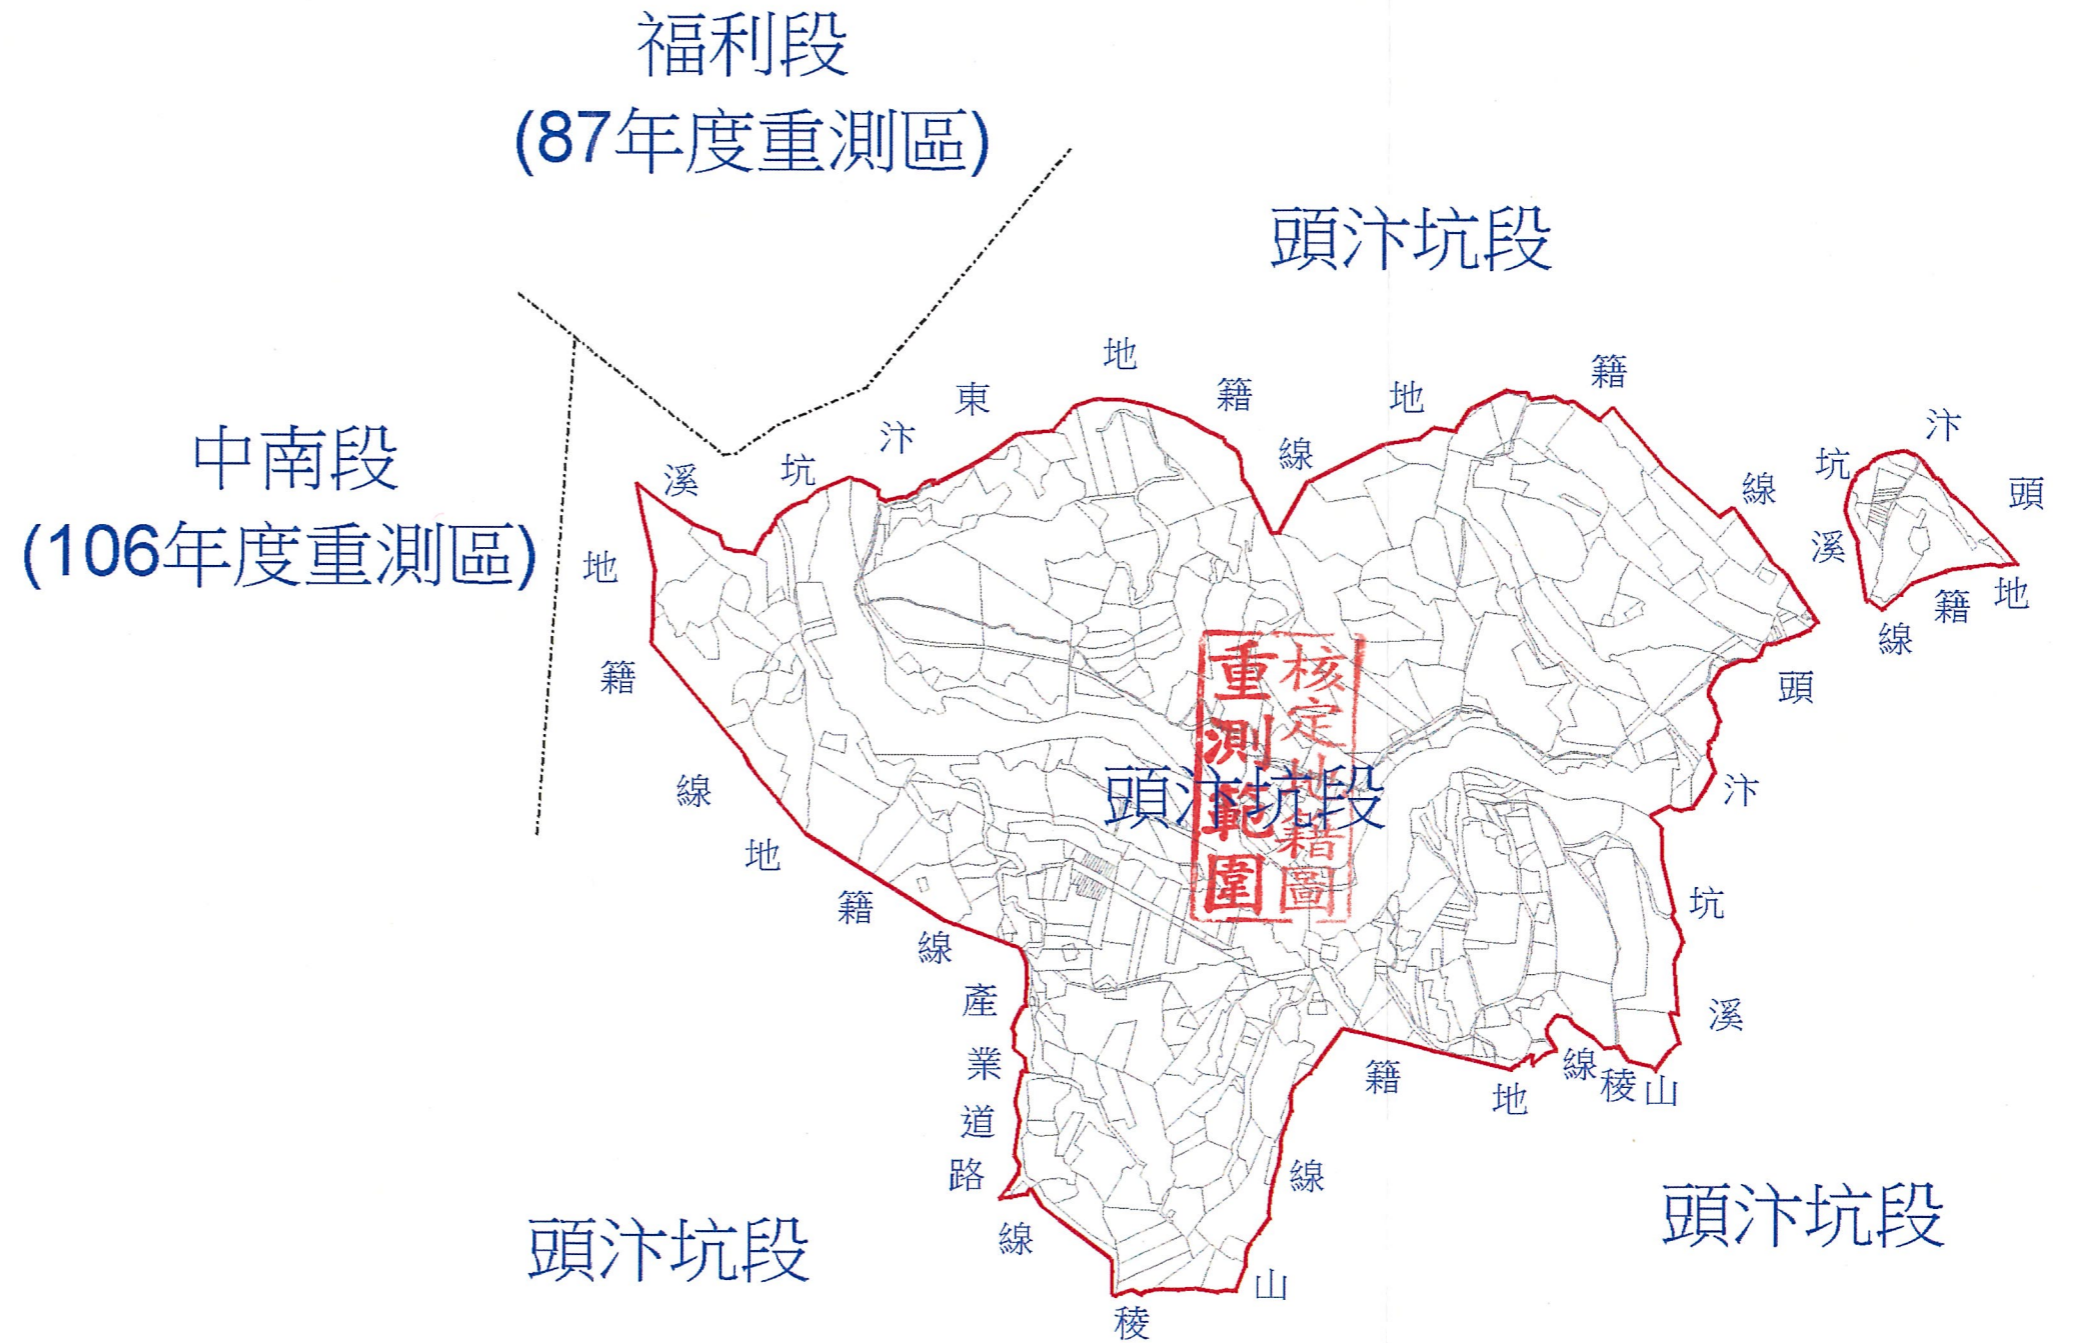 福利段
(87年度重測區)
頭汴坑段
中南段
(106年度重測區)
東汴坑溪
地籍線
地籍線
頭汴坑溪
地籍線
地籍線
地籍線
頭汴坑溪
產業道路
線
稜
山
線
籍
地
線
稜
山
核定地籍圖
重測範圍
頭汴坑段
頭汴坑段
頭汴坑段